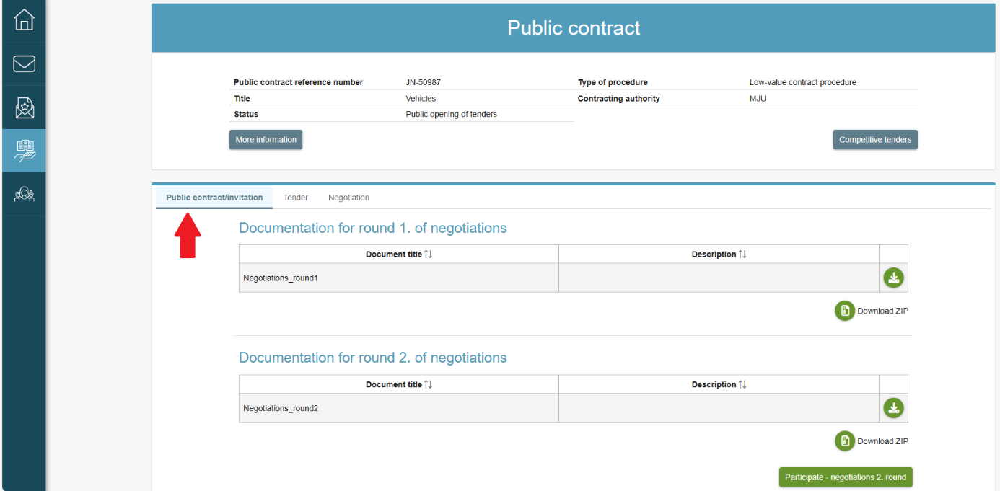 Public contract
Public contract reference number JN-50987 Type of procedure Low-value contract procedure
Title Vehicles Contracting authority MJU
Status Public opening of tenders
More information Competitive tenders
Public contract/invitation Tender Negotiation
Documentation for round 1. of negotiations
Document title Description
Negotiations_round1
Download ZIP
Documentation for round 2. of negotiations
Document title Description
Negotiations_round2
Download ZIP
Participate - negotiations 2. round